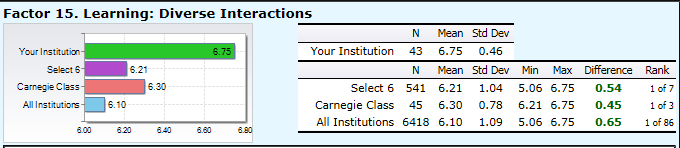 Factor 15. Learning: Diverse Interactions
Your Institution 6.75
Select 6 6.21
Carnegie Class 6.30
All Institutions 6.10
6.00 6.20 6.40 6.60 6.80
N Mean Std Dev
Your Institution 43 6.75 0.46
N Mean Std Dev Min Max Difference Rank
Select 6 541 6.21 1.04 5.06 6.75 0.54 1 of 7
Carnegie Class 45 6.30 0.78 6.21 6.75 0.45 1 of 3
All Institutions 6418 6.10 1.09 5.06 6.75 0.65 1 of 86